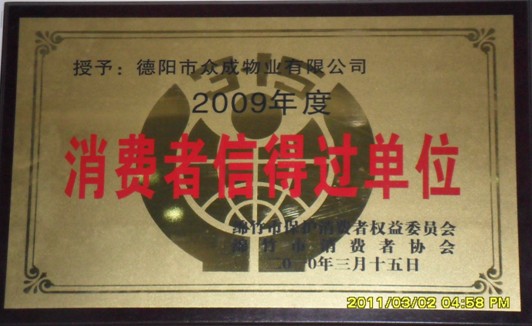 授予：德阳市众成物业有限公司
2009年度
消费者信得过单位
绵竹市保护消费者权益委员会
绵竹市消费者协会
二〇一〇年三月十五日
2011/03/02 04:58 PM